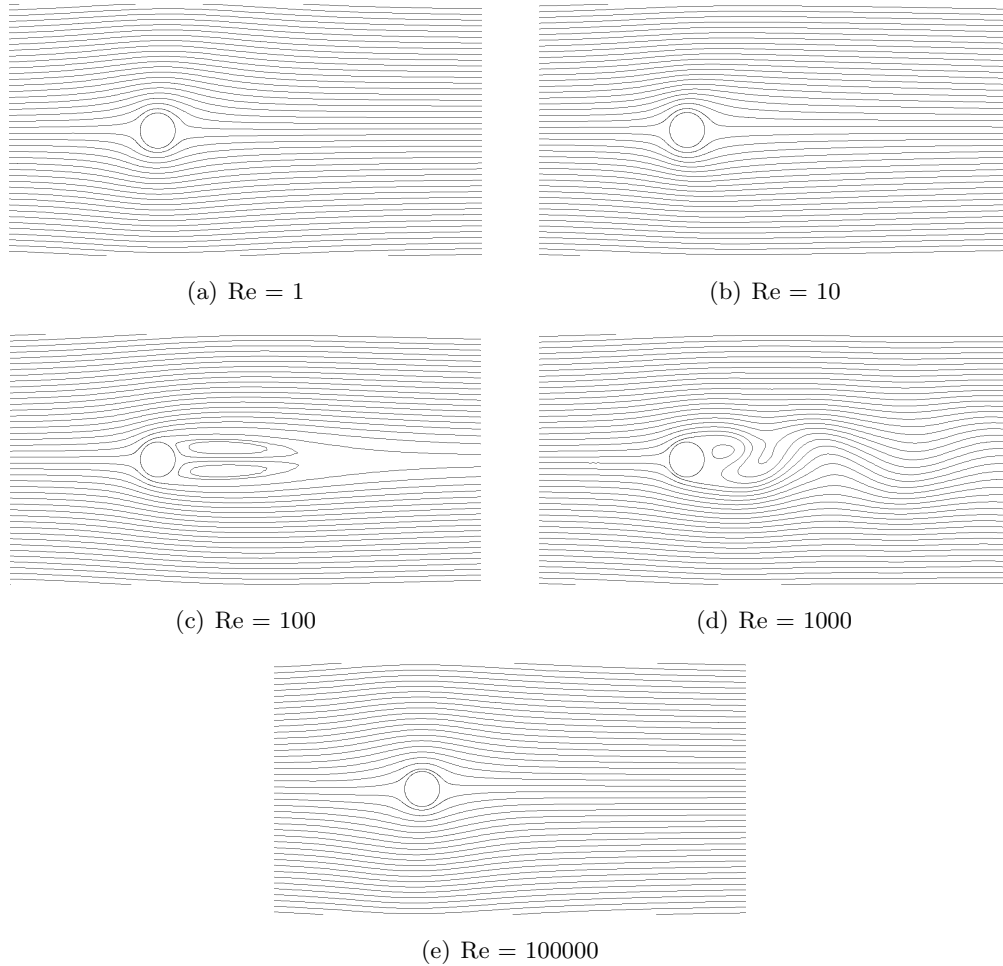 (a) Re = 1
(b) Re = 10
(c) Re = 100
(d) Re = 1000
(e) Re = 100000